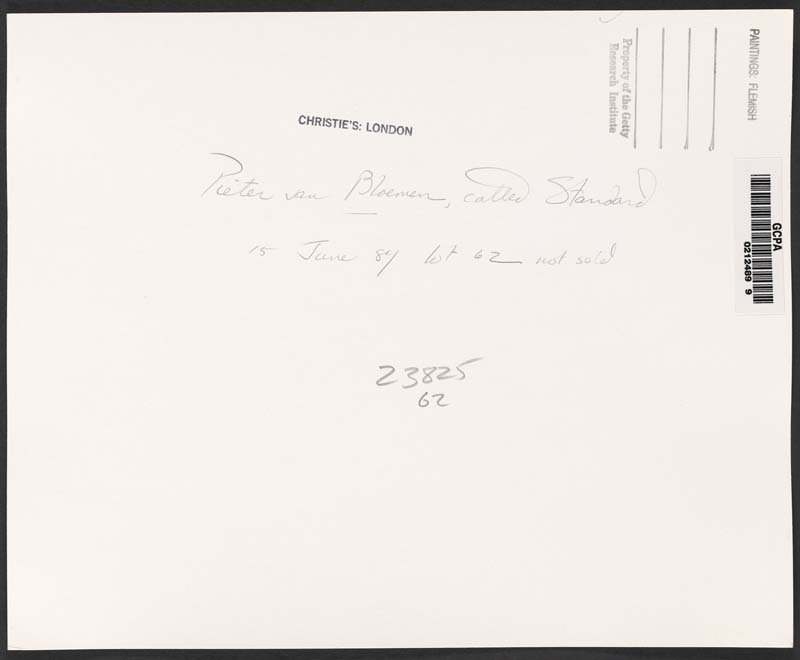 PAINTINGS: FLEMISH
Property of the Getty
Research Institute
CHRISTIE'S: LONDON
Pieter van Bloemen, called Standard
15 June 84 lot 62 not sold
GCPA
0212489 9
23825
62